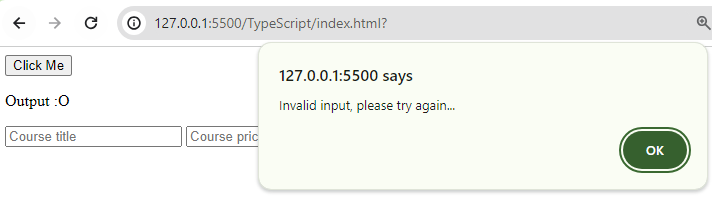 127.0.0.1:5500/TypeScript/index.html?
Click Me
127.0.0.1:5500 says
Output :O
Invalid input, please try again...
Course title
Course pric
OK